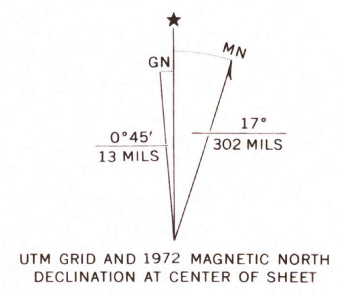 ★
MN
GN
0°45′
13 MILS
17°
302 MILS
UTM GRID AND 1972 MAGNETIC NORTH
DECLINATION AT CENTER OF SHEET